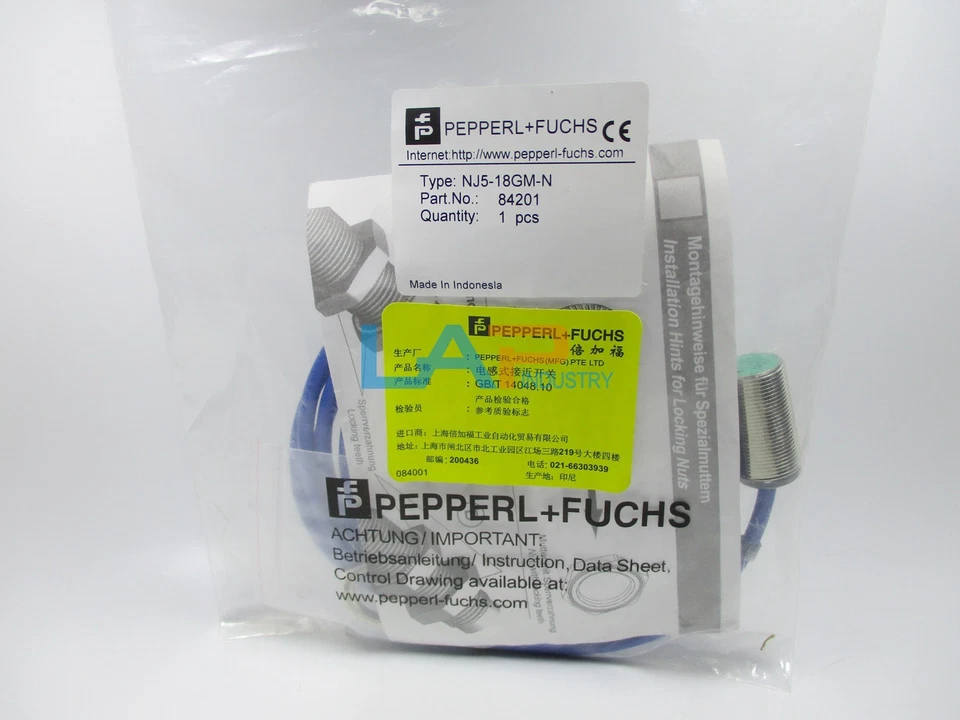 PEPPERL+FUCHS CE
Internet:http://www.pepperl-fuchs.com
Type: NJ5-18GM-N
Part.No.: 84201
Quantity: 1 pcs
Made In Indonesia
Montagehinweise für Spezialmuttern
Installation Hints for Locking Nuts
PEPPERL+FUCHS
倍加福
生产厂 : PEPPERL+FUCHS(MFG) PTE LTD
产品名称 : 电感式接近开关
产品标准 : GB/T 14048.10
产品检验合格
检验员 : 参考质验标志
进口商: 上海倍加福工业自动化贸易有限公司
地址: 上海市闸北区市北工业园区江场三路219号大楼四楼
邮编: 200436 电话: 021-66303939
084001 生产地: 印尼
INDUSTRY
Sperrverzahnung
Locking teeth
PEPPERL+FUCHS
ACHTUNG/IMPORTANT:
Betriebsanleitung/ Instruction, Data Sheet,
Control Drawing available at:
www.pepperl-fuchs.com